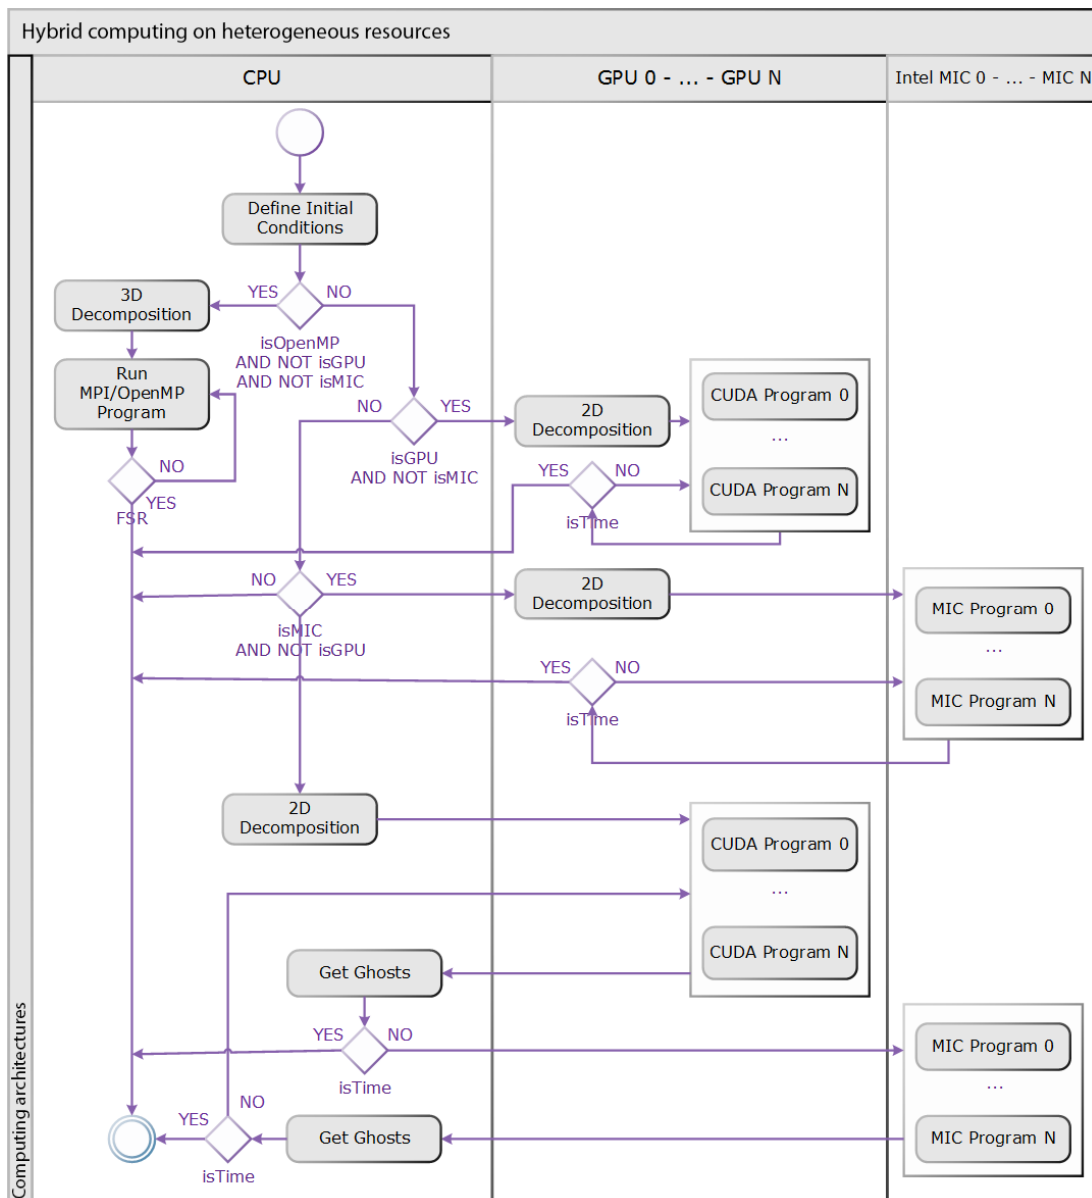 Hybrid computing on heterogeneous resources
CPU
GPU 0 - ... - GPU N
Intel MIC 0 - ... - MIC N
Computing architectures
Define Initial
Conditions
YES
NO
3D
Decomposition
isOpenMP
AND NOT isGPU
AND NOT isMIC
Run
MPI/OpenMP
Program
NO
YES
FSR
NO
YES
isGPU
AND NOT isMIC
2D
Decomposition
CUDA Program 0
...
CUDA Program N
YES
NO
isTime
NO
YES
isMIC
AND NOT isGPU
2D
Decomposition
MIC Program 0
...
MIC Program N
YES
NO
isTime
2D
Decomposition
CUDA Program 0
...
CUDA Program N
Get Ghosts
YES
NO
isTime
MIC Program 0
...
MIC Program N
Get Ghosts
NO
YES
isTime